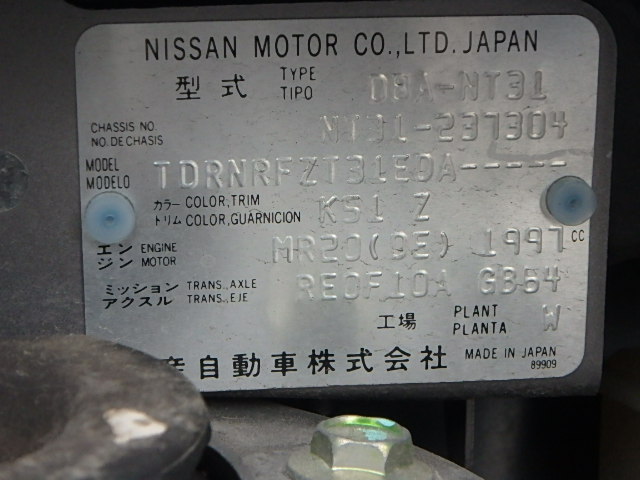 NISSAN MOTOR CO.,LTD. JAPAN
型式 TYPE TIPO DBA-NT31
CHASSIS NO. NO. DE CHASIS NT31-237304
MODEL MODELO TDRNRFZT31EDA-----
カラー COLOR,TRIM トリム COLOR,GUARNICION KS1 Z
エンジン ENGINE MOTOR MR20(DE) 1997 CC
ミッション TRANS.,AXLE アクスル TRANS.,EJE RE0F10A GB64
工場 PLANT PLANTA W
産自動車株式会社 MADE IN JAPAN
89909